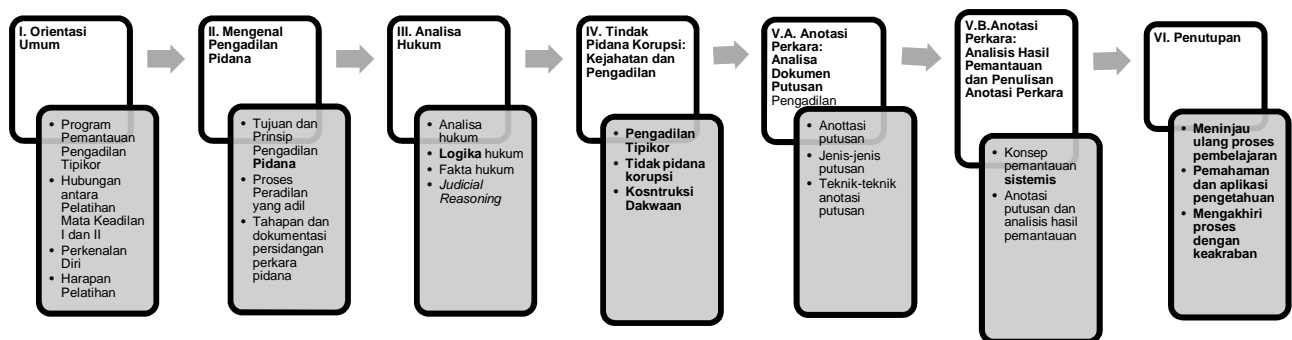 I. Orientasi
Umum
• Program
Pemantauan
Pengadilan
Tipikor
• Hubungan
antara
Pelatihan
Mata Keadilan
I dan II
• Perkenalan
Diri
• Harapan
Pelatihan
II. Mengenal
Pengadilan
Pidana
• Tujuan dan
Prinsip
Pengadilan
Pidana
• Proses
Peradilan
yang adil
• Tahapan dan
dokumentasi
persidangan
perkara
pidana
III. Analisa
Hukum
• Analisa
hukum
• Logika hukum
• Fakta hukum
• Judicial
Reasoning
IV. Tindak
Pidana Korupsi:
Kejahatan dan
Pengadilan
• Pengadilan
Tipikor
• Tidak pidana
korupsi
• Kosntruksi
Dakwaan
V.A. Anotasi
Perkara:
Analisa
Dokumen
Putusan
Pengadilan
• Anottasi
putusan
• Jenis-jenis
putusan
• Teknik-teknik
anotasi
putusan
V.B.Anotasi
Perkara:
Analisis Hasil
Pemantauan
dan Penulisan
Anotasi Perkara
• Konsep
pemantauan
sistemis
• Anotasi
putusan dan
analisis hasil
pemantauan
VI. Penutupan
• Meninjau
ulang proses
pembelajaran
• Pemahaman
dan aplikasi
pengetahuan
• Mengakhiri
proses
dengan
keakraban